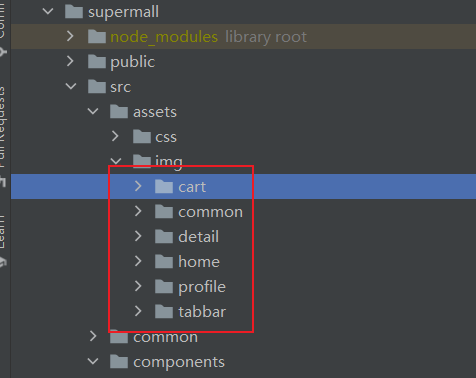 supermall
node_modules library root
public
src
assets
css
img
cart
common
detail
home
profile
tabbar
common
components
Pull Requests
Learn